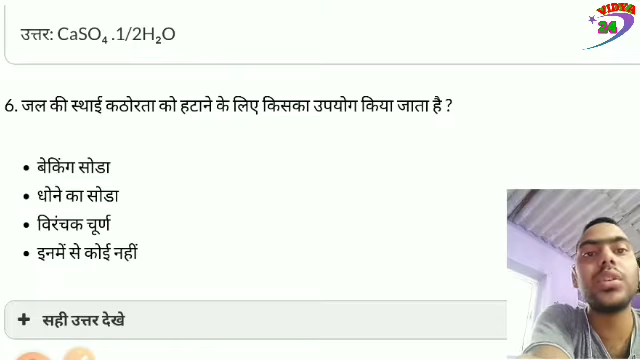 VIDYA
24
उत्तर: CaSO₄ .1/2H₂O
6. जल की स्थाई कठोरता को हटाने के लिए किसका उपयोग किया जाता है ?
• बेकिंग सोडा
• धोने का सोडा
• विरंचक चूर्ण
• इनमें से कोई नहीं
+ सही उत्तर देखे